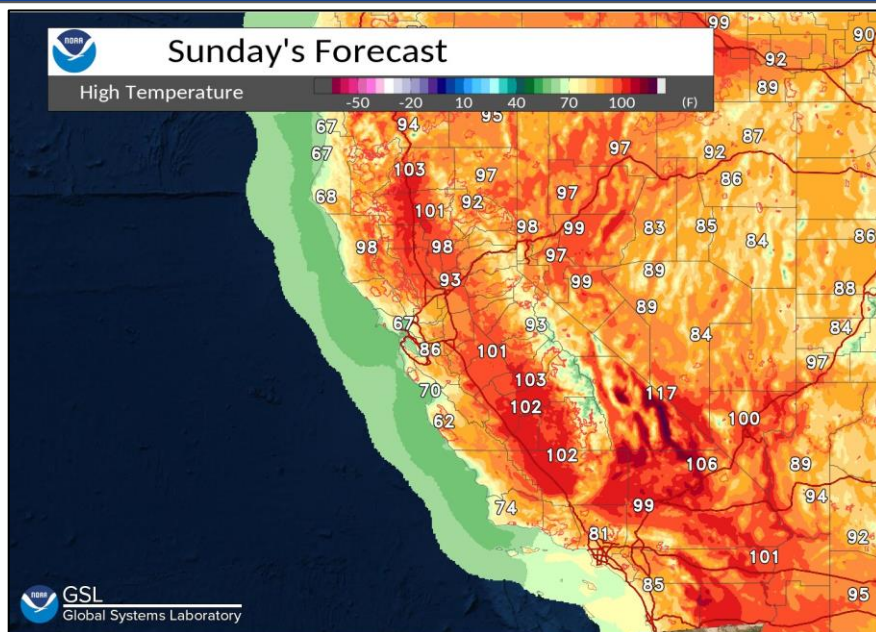 NOAA
Sunday's Forecast
High Temperature
-50 -20 10 40 70 100 (F)
99 90
92
89
67 94 95
87
67 97 92
103 97 86
68 92 97
101
98 99 83 85 86
98 98 84
97
93 99 89 88
89
67 93 84 84
86 101 97
70 103
102 117
62 100
102 106 89
94
74 99
81 92
101
85 95
NOAA
GSL
Global Systems Laboratory